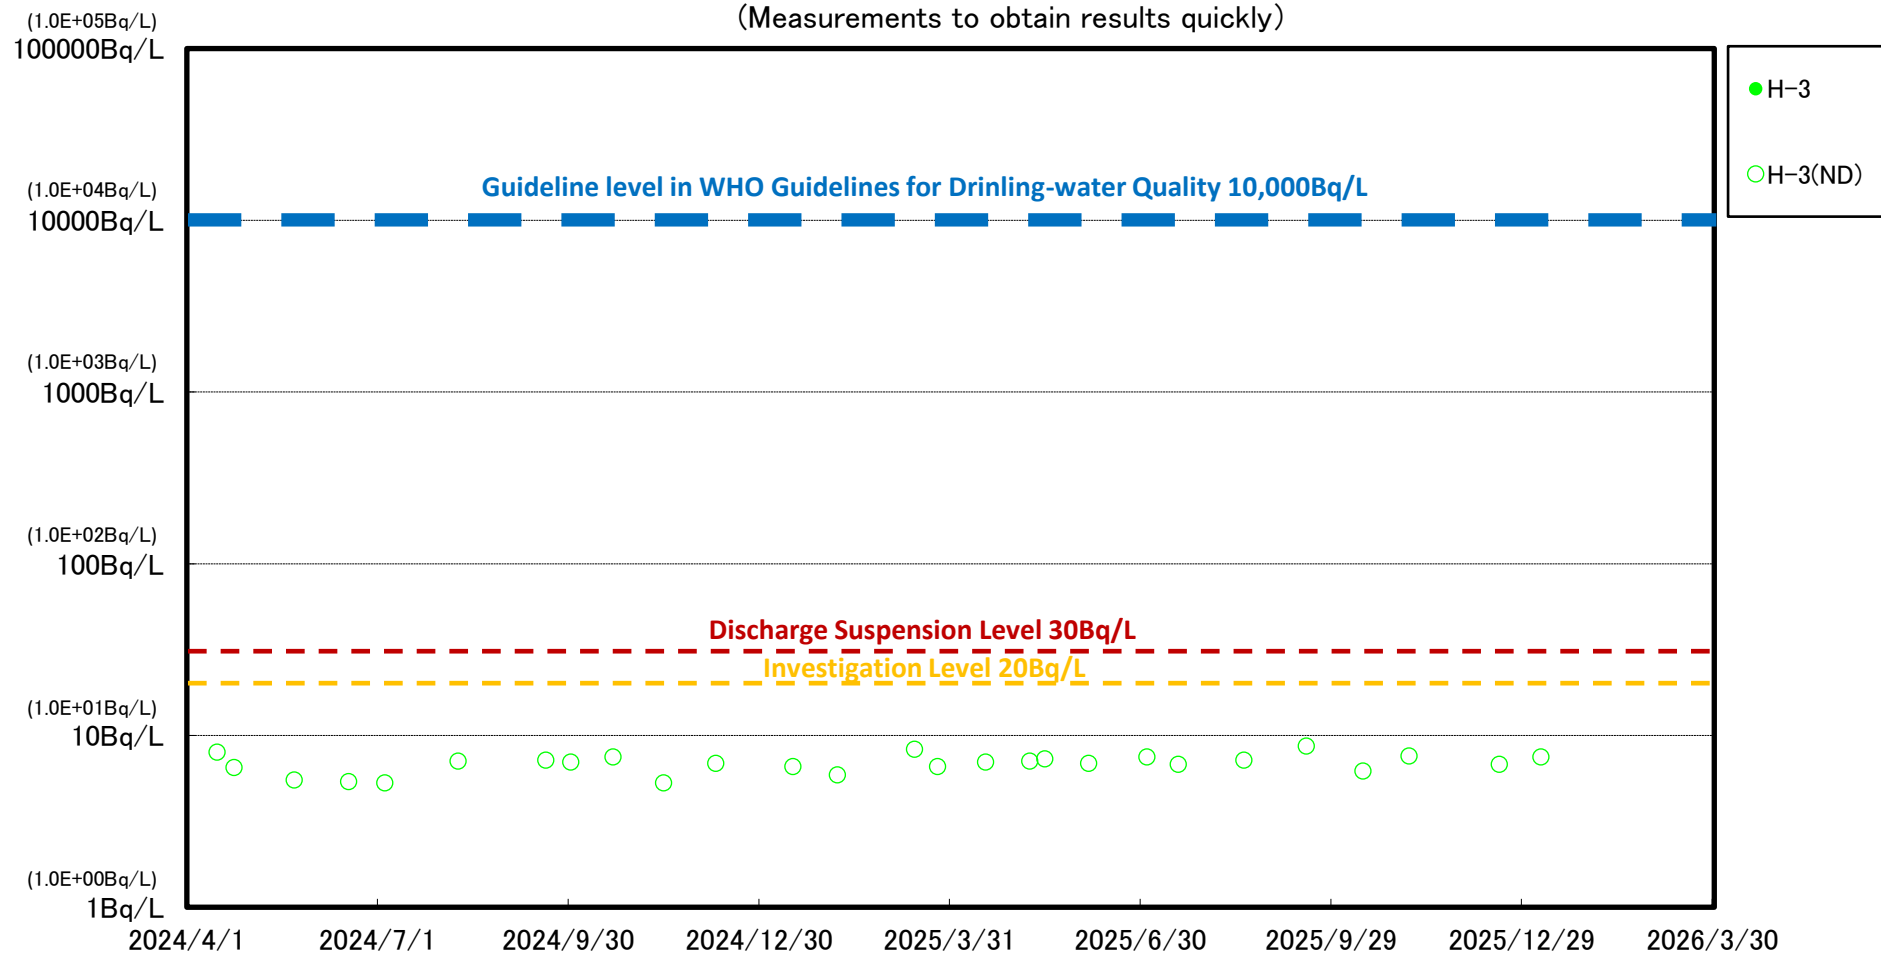 (Measurements to obtain results quickly)
(1.0E+05Bq/L)
100000Bq/L
(1.0E+04Bq/L)
10000Bq/L
(1.0E+03Bq/L)
1000Bq/L
(1.0E+02Bq/L)
100Bq/L
(1.0E+01Bq/L)
10Bq/L
(1.0E+00Bq/L)
1Bq/L
Guideline level in WHO Guidelines for Drinling-water Quality 10,000Bq/L
Discharge Suspension Level 30Bq/L
Investigation Level 20Bq/L
H-3
H-3(ND)
2024/4/1 2024/7/1 2024/9/30 2024/12/30 2025/3/31 2025/6/30 2025/9/29 2025/12/29 2026/3/30